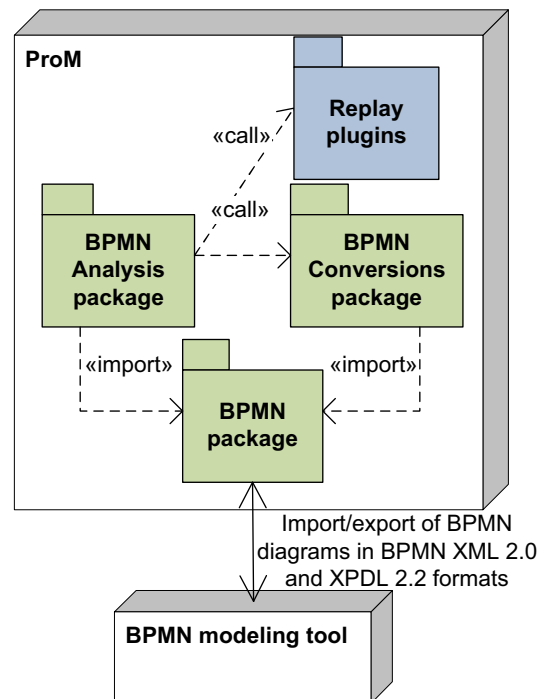 ProM
Replay
plugins
«call»
«call»
BPMN
Analysis
package
BPMN
Conversions
package
«import»
«import»
BPMN
package
Import/export of BPMN
diagrams in BPMN XML 2.0
and XPDL 2.2 formats
BPMN modeling tool